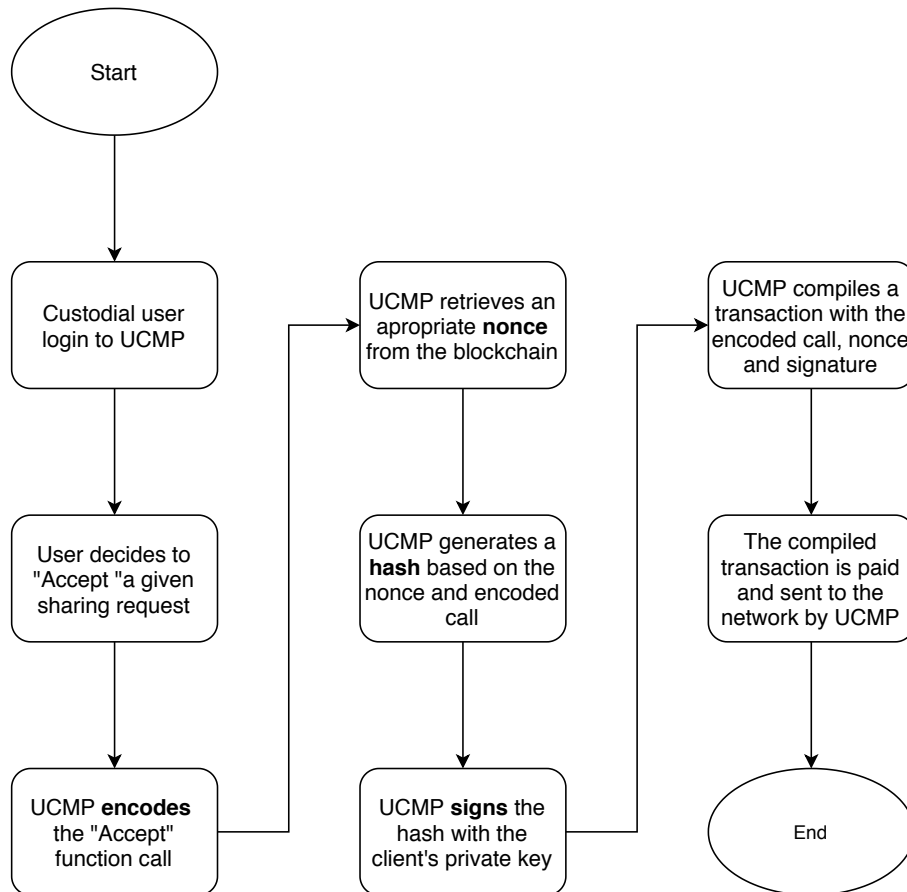 Start
Custodial user
login to UCMP
User decides to
"Accept "a given
sharing request
UCMP encodes
the "Accept"
function call
UCMP retrieves an
apropriate nonce
from the blockchain
UCMP generates a
hash based on the
nonce and encoded
call
UCMP signs the
hash with the
client's private key
UCMP compiles a
transaction with the
encoded call, nonce
and signature
The compiled
transaction is paid
and sent to the
network by UCMP
End